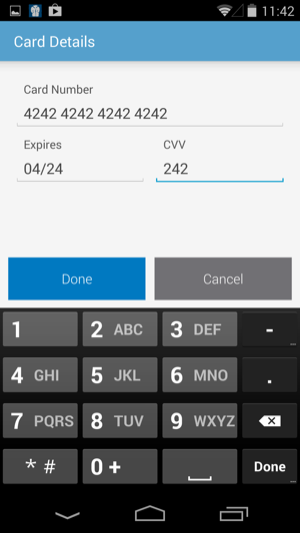 11:42
Card Details
Card Number
4242 4242 4242 4242
Expires CVV
04/24 242
Done Cancel
1 2 ABC 3 DEF -
4 GHI 5 JKL 6 MNO .
7 PQRS 8 TUV 9 WXYZ
* # 0 + Done